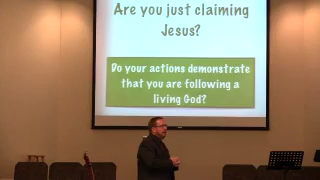 Are you just claiming
Jesus?
Do your actions demonstrate
that you are following a
living God?